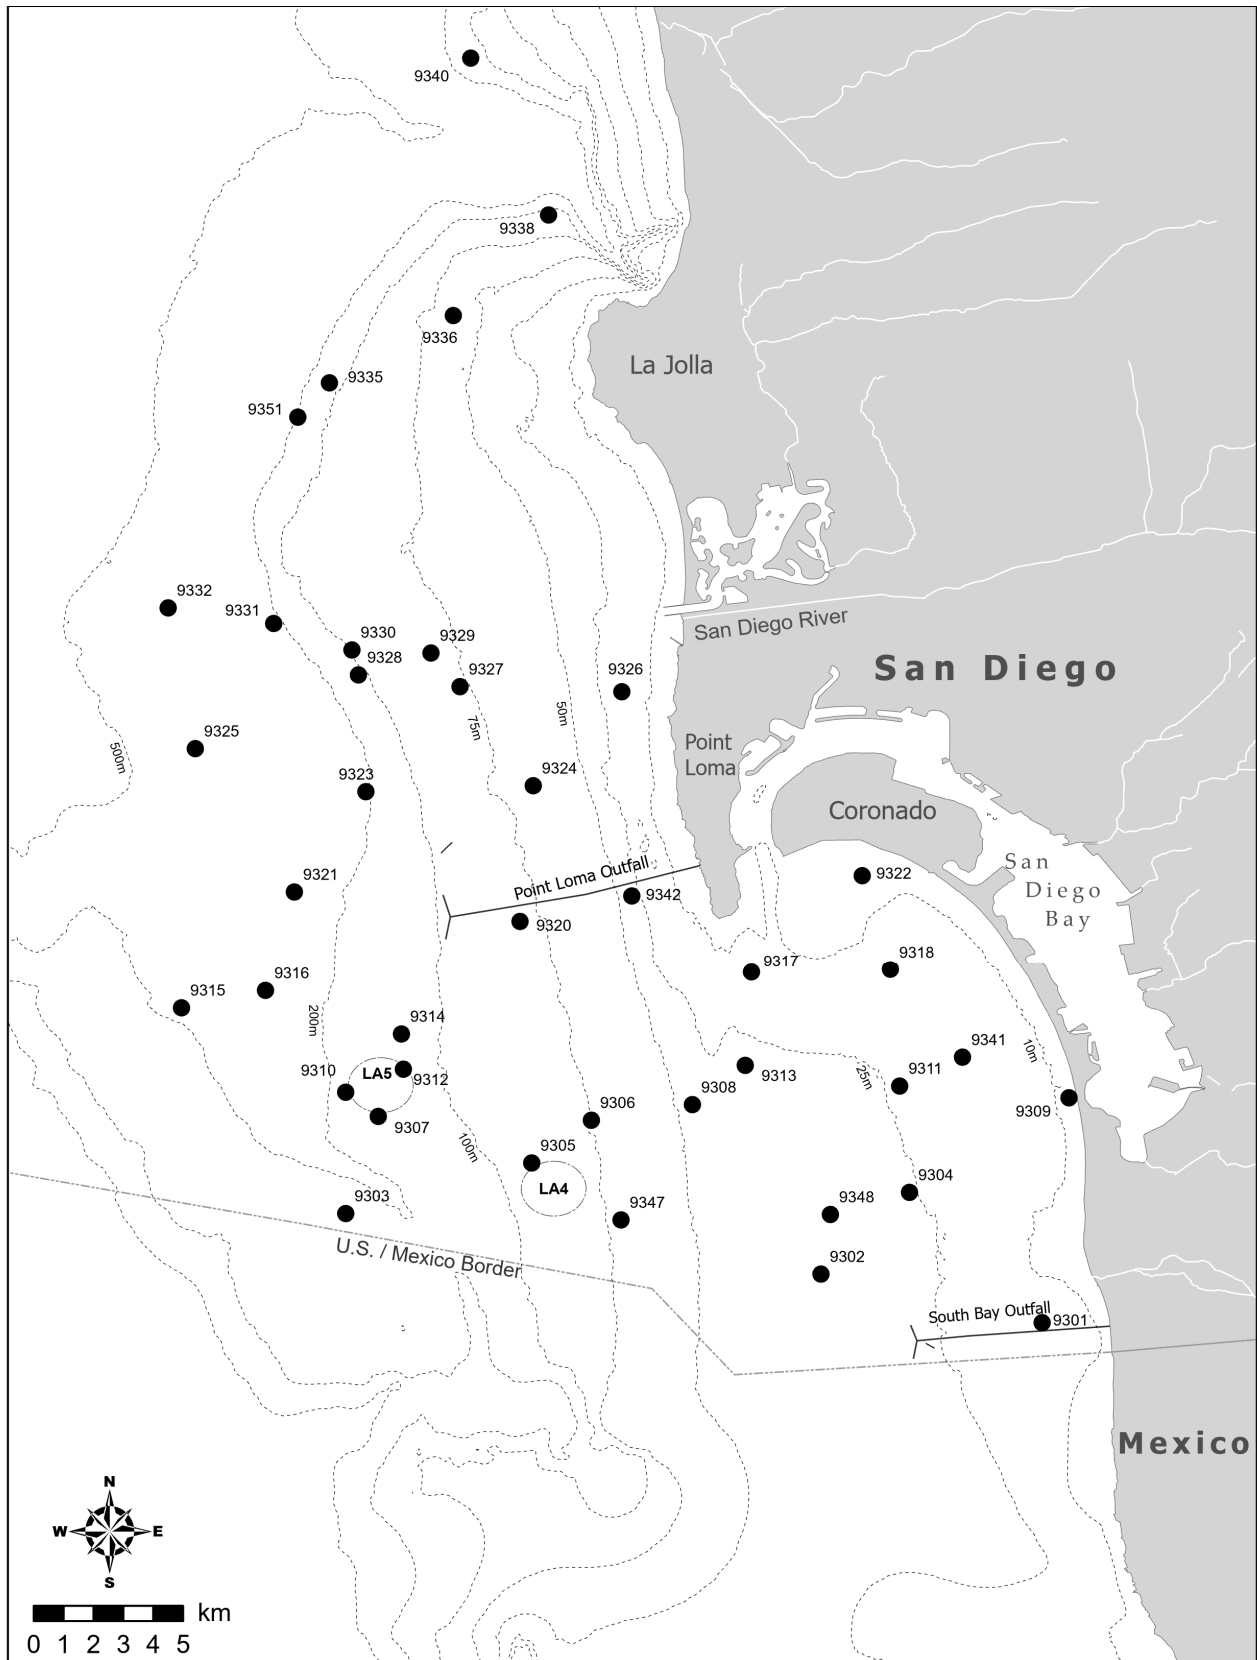 9340
9338
9336
La Jolla
9335
9351
9332
9331
San Diego River
9330
9329
9328
9327
9326
San Diego
50m
75m
9325
500m
Point
Loma
9324
9323
Coronado
San
Diego
Bay
Point Loma Outfall
9322
9321
9342
9320
9318
9317
9316
9315
200m
9314
9341
10m
9310
LA5
9312
9313
25m
9311
9309
9308
9307
9306
100m
9305
LA4
9304
9303
9347
9348
U.S. / Mexico Border
9302
South Bay Outfall
9301
Mexico
N
W
E
S
km
0 1 2 3 4 5